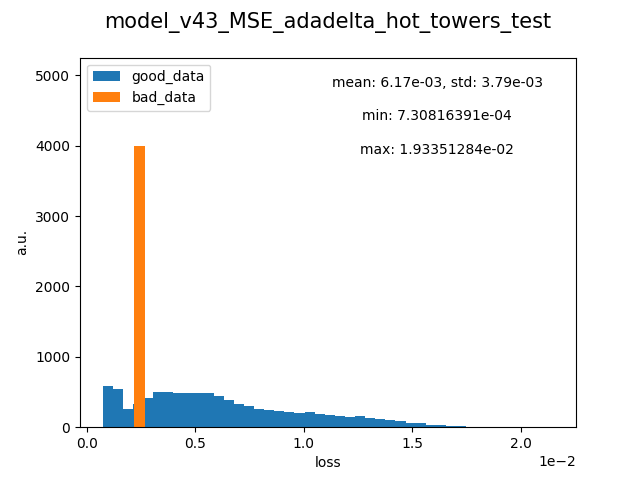 model_v43_MSE_adadelta_hot_towers_test
good_data
bad_data
mean: 6.17e-03, std: 3.79e-03
min: 7.30816391e-04
max: 1.93351284e-02
5000
4000
3000
2000
1000
0
a.u.
0.0 0.5 1.0 1.5 2.0
loss
1e−2